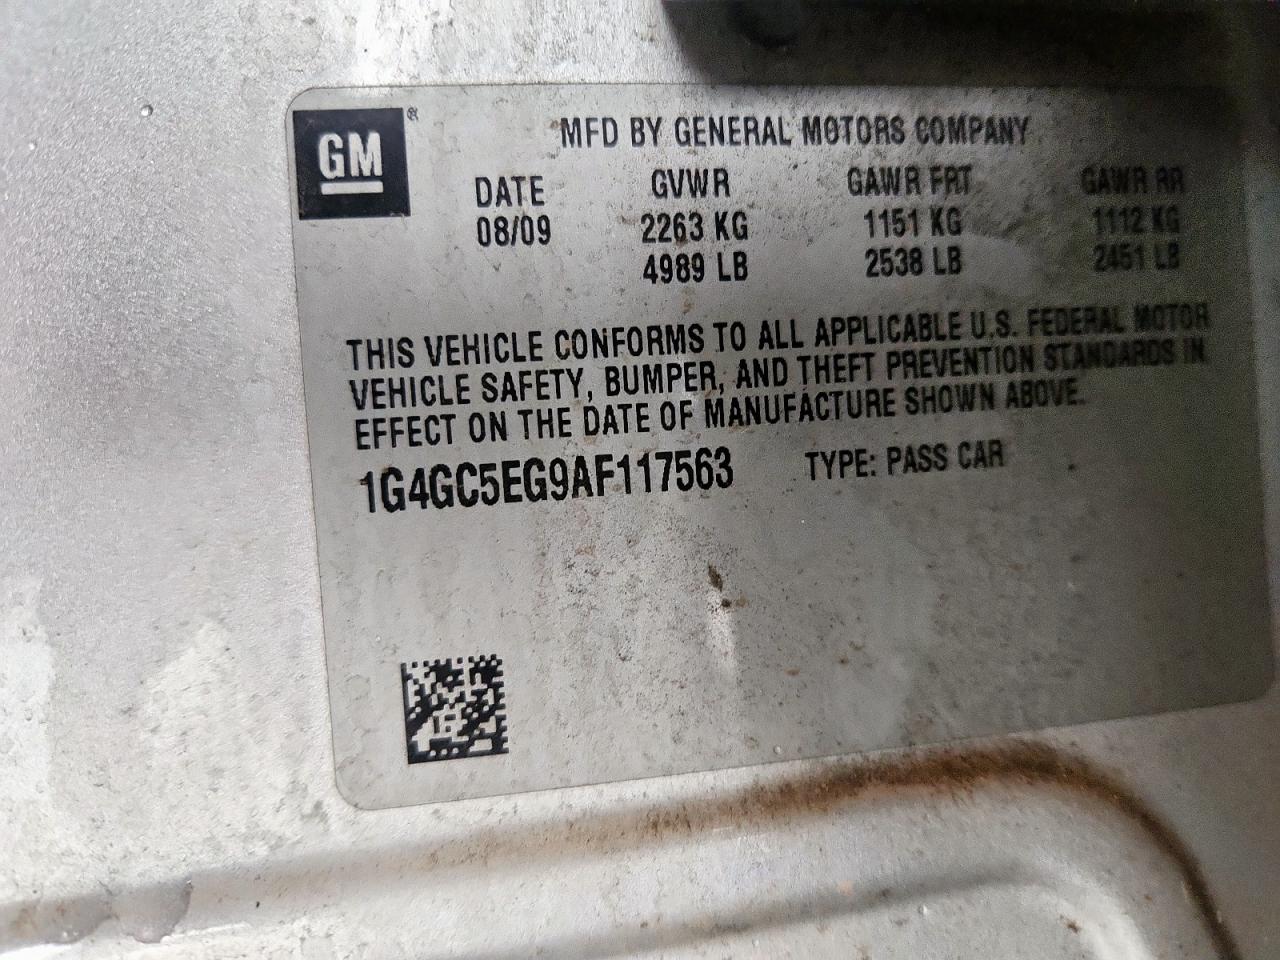 GM ®
MFD BY GENERAL MOTORS COMPANY
DATE GVWR GAWR FRT GAWR RR
08/09 2263 KG 1151 KG 1112 KG
4989 LB 2538 LB 2451 LB
THIS VEHICLE CONFORMS TO ALL APPLICABLE U.S. FEDERAL MOTOR
VEHICLE SAFETY, BUMPER, AND THEFT PREVENTION STANDARDS IN
EFFECT ON THE DATE OF MANUFACTURE SHOWN ABOVE.
1G4GC5EG9AF117563 TYPE: PASS CAR